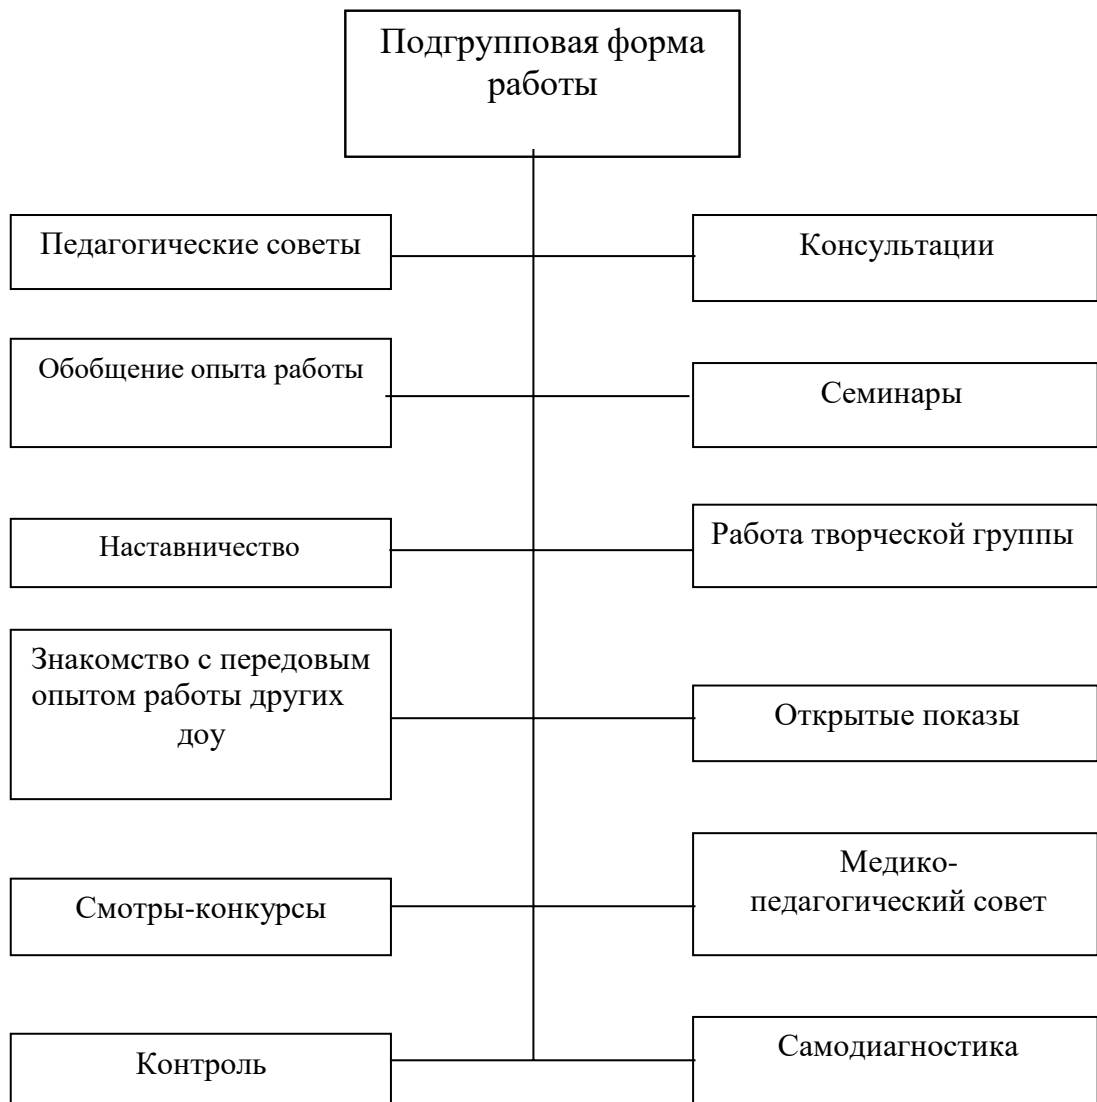 Подгрупповая форма
работы
Педагогические советы
Консультации
Обобщение опыта работы
Семинары
Наставничество
Работа творческой группы
Знакомство с передовым
опытом работы других
доу
Открытые показы
Смотры-конкурсы
Медико-
педагогический совет
Контроль
Самодиагностика